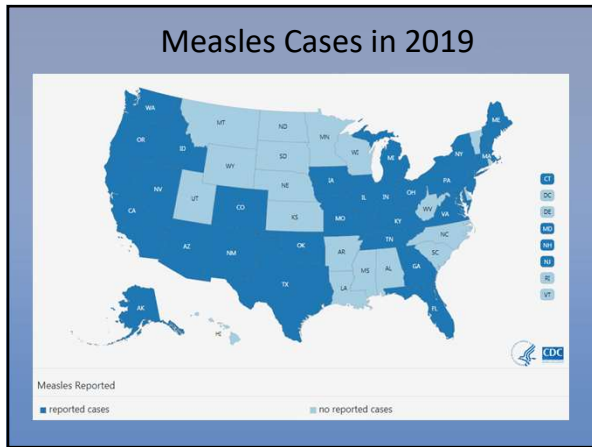 Measles Cases in 2019
WA
MT
ND
MN
ME
OR
ID
SD
WI
MI
NY
MA
WY
NE
IA
PA
NV
UT
CO
IL
IN
OH
WV
VA
CA
KS
MO
KY
NC
AZ
NM
OK
AR
TN
SC
TX
LA
MS
AL
GA
FL
AK
HI
CT
DC
DE
MD
NH
NJ
RI
VT
CDC
Measles Reported
reported cases
no reported cases